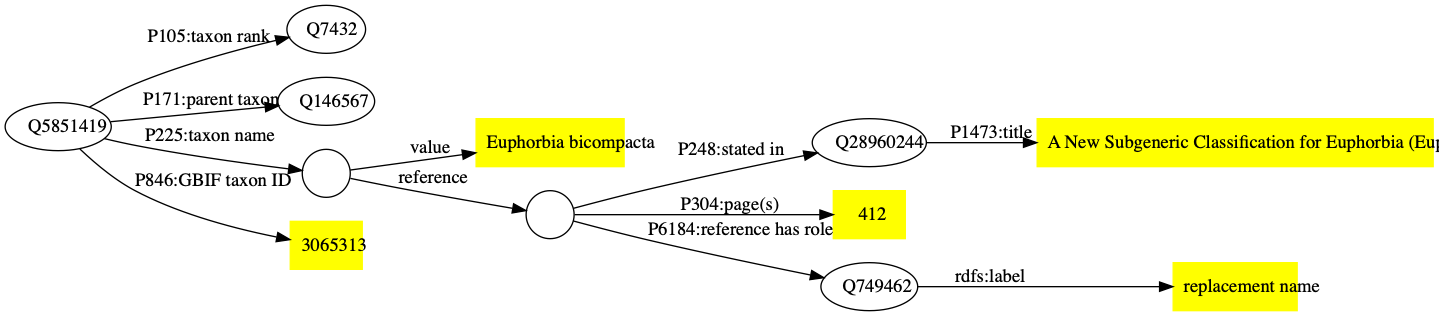 Q7432
P105:taxon rank
P171:parent taxon
Q146567
Q5851419
P225:taxon name
value
Euphorbia bicompacta
P248:stated in
Q28960244
P1473:title
A New Subgeneric Classification for Euphorbia (Eup
P846:GBIF taxon ID
reference
P304:page(s)
412
P6184:reference has role
3065313
Q749462
rdfs:label
replacement name